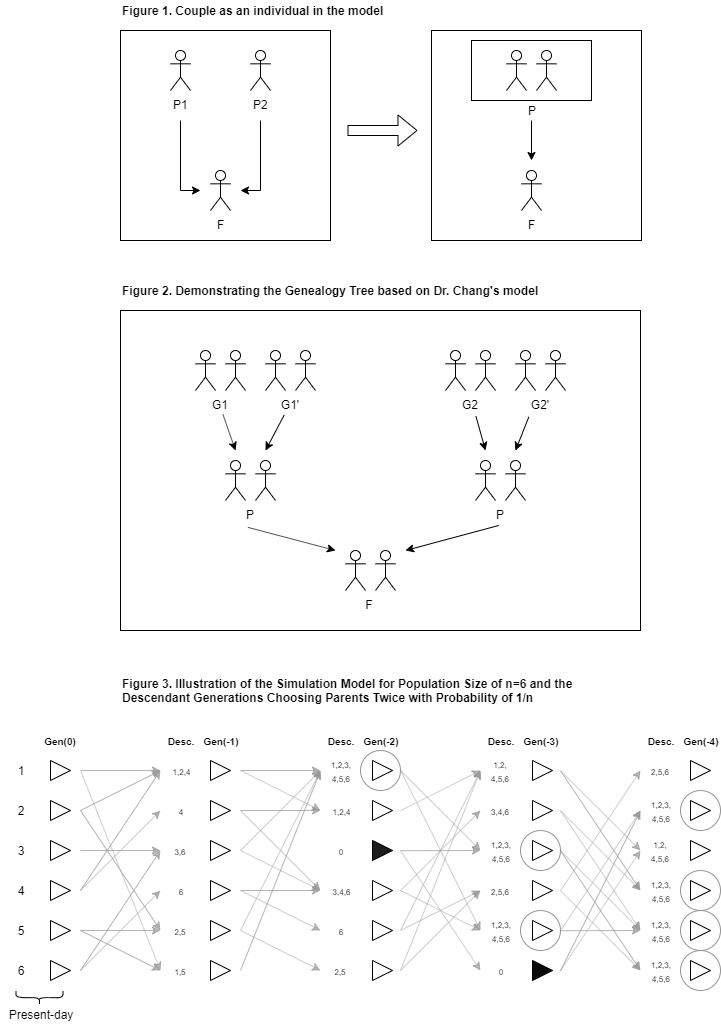 Figure 1. Couple as an individual in the model
P1 P2
P
F
F
Figure 2. Demonstrating the Genealogy Tree based on Dr. Chang's model
G1 G1' G2 G2'
P P
F
Figure 3. Illustration of the Simulation Model for Population Size of n=6 and the
Descendant Generations Choosing Parents Twice with Probability of 1/n
Gen(0) Desc. Gen(-1) Desc. Gen(-2) Desc. Gen(-3) Desc. Gen(-4)
1 1,2,4 1,2,3, 4,5,6 1,2, 4,5,6 2,5,6
2 4 1,2,4 3,4,6 1,2,3, 4,5,6
3 3,6 0 1,2,3, 4,5,6 1,2, 4,5,6
4 6 3,4,6 2,5,6 1,2,3, 4,5,6
5 2,5 6 1,2,3, 4,5,6 1,2,3, 4,5,6
6 1,5 2,5 0 1,2,3, 4,5,6
Present-day